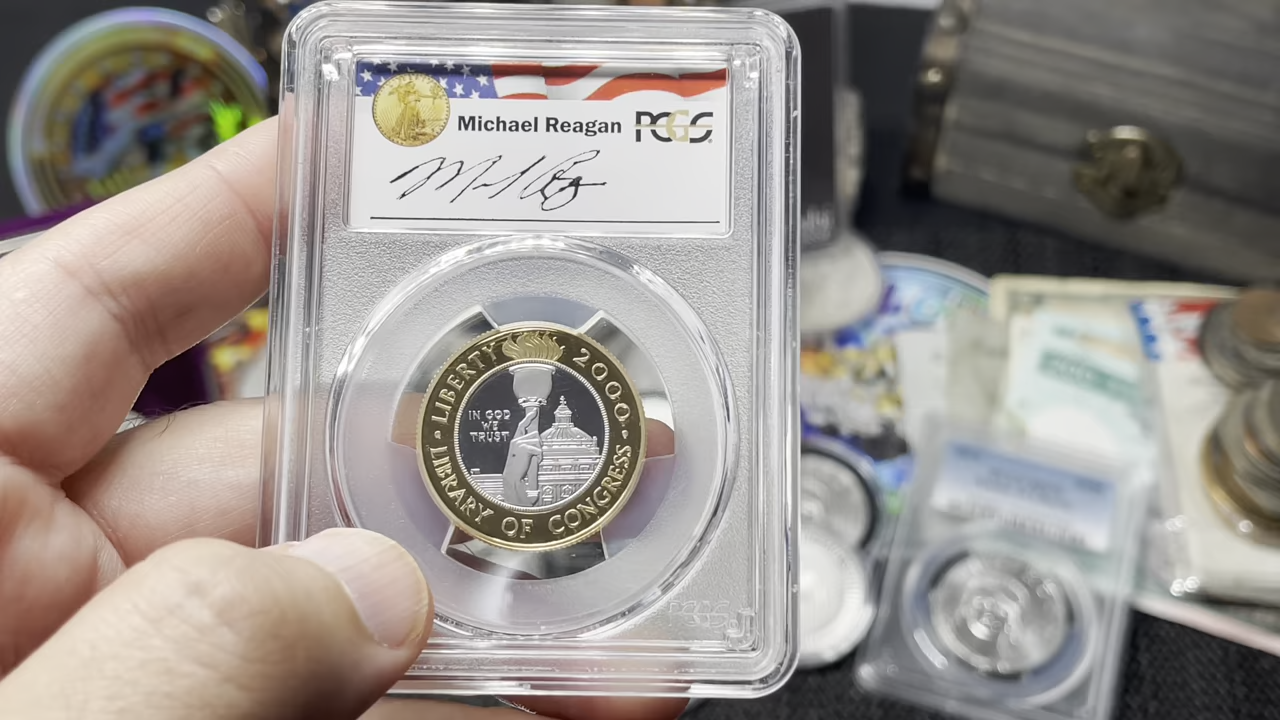 Michael Reagan PCGS
LIBERTY 2000
IN GOD
WE
TRUST
LIBRARY OF CONGRESS